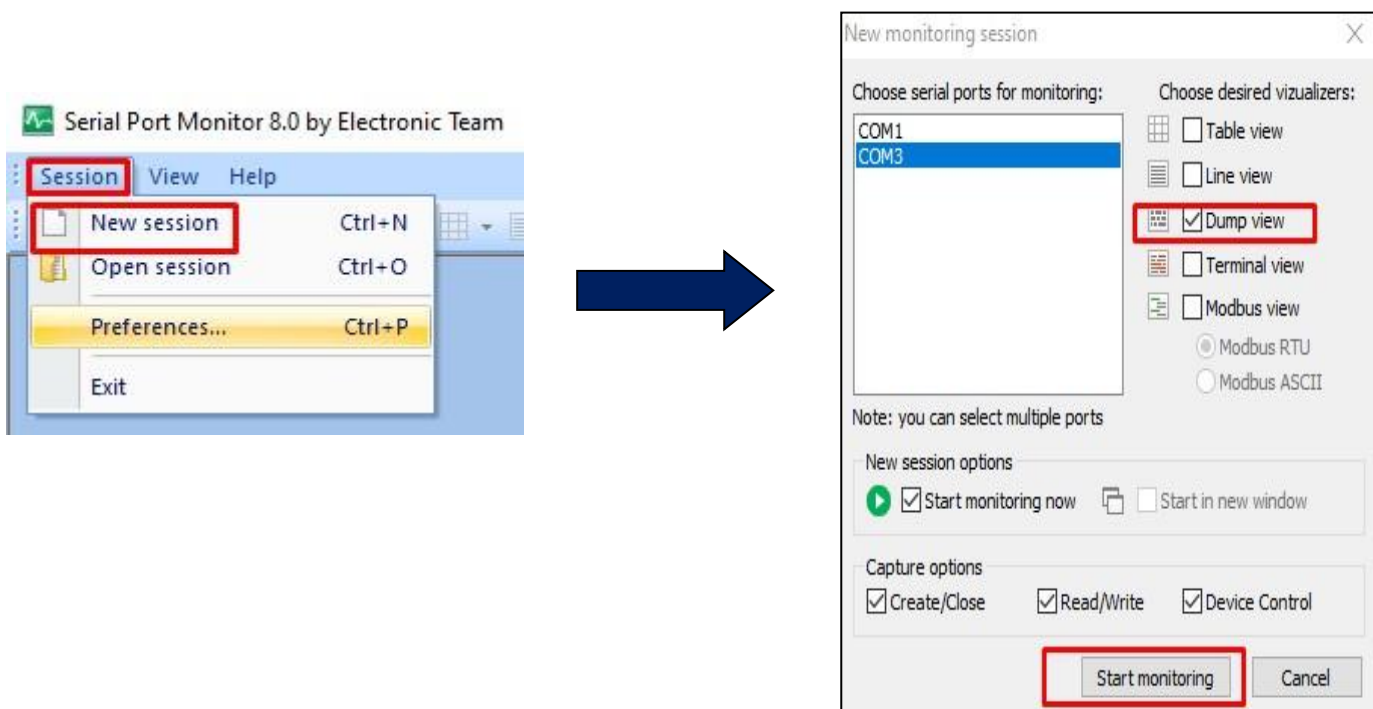 Serial Port Monitor 8.0 by Electronic Team
Session View Help
New session Ctrl+N
Open session Ctrl+O
Preferences... Ctrl+P
Exit
New monitoring session
Choose serial ports for monitoring:
COM1
COM3
Note: you can select multiple ports
Choose desired vizualizers:
Table view
Line view
Dump view
Terminal view
Modbus view
Modbus RTU
Modbus ASCII
New session options
Start monitoring now Start in new window
Capture options
Create/Close Read/Write Device Control
Start monitoring Cancel